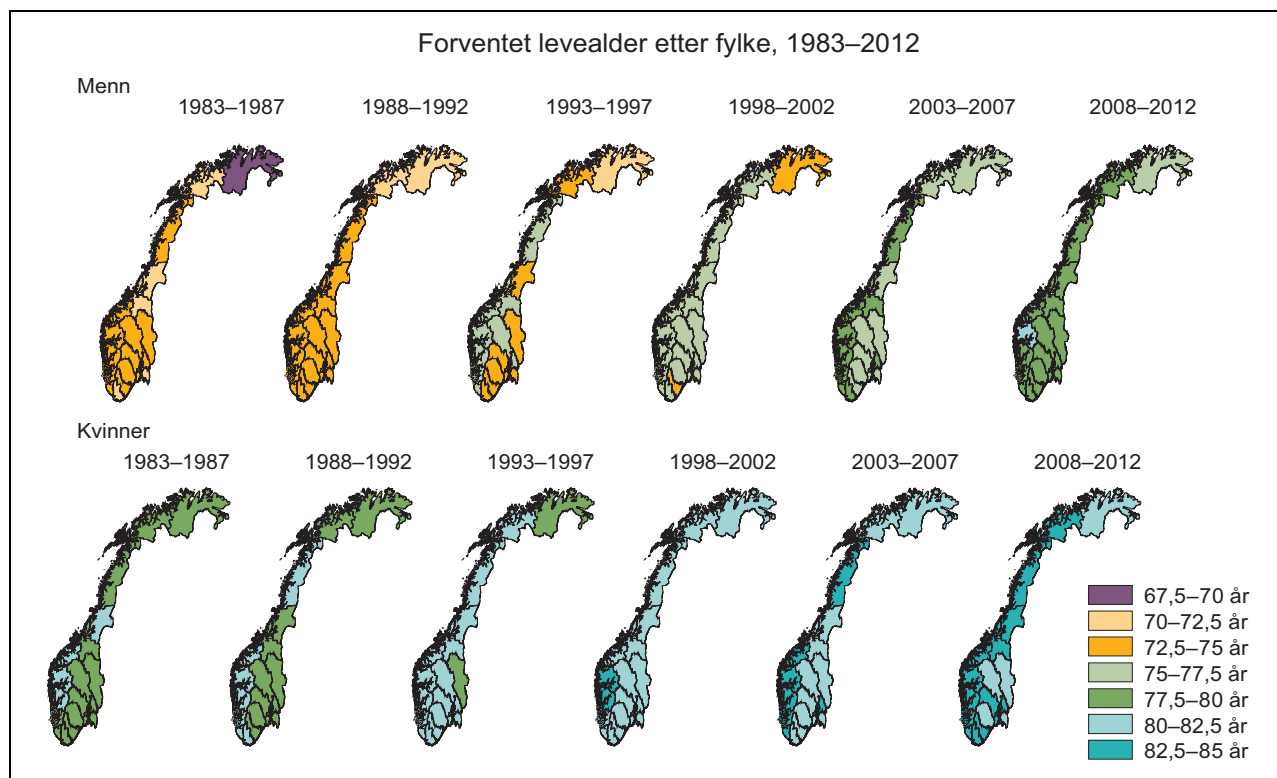 Forventet levealder etter fylke, 1983–2012
Menn
1983–1987 1988–1992 1993–1997 1998–2002 2003–2007 2008–2012
Kvinner
1983–1987 1988–1992 1993–1997 1998–2002 2003–2007 2008–2012
67,5–70 år
70–72,5 år
72,5–75 år
75–77,5 år
77,5–80 år
80–82,5 år
82,5–85 år